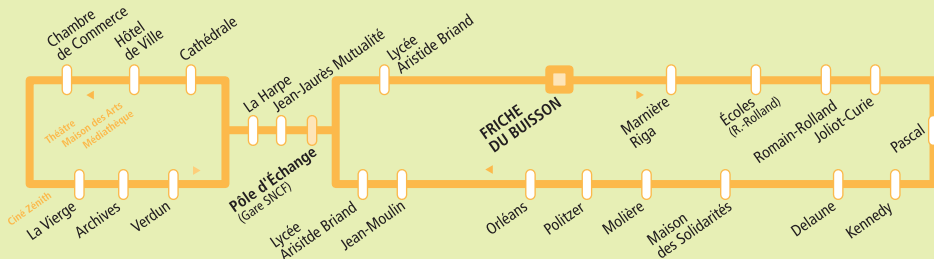 Chambre
de Commerce
Hôtel
de Ville
Cathédrale
La Harpe
Jean-Jaurès Mutualité
Lycée
Aristide Briand
Théâtre
Maison des Arts
Médiathèque
FRICHE
DU BUISSON
Marnière
Riga
Écoles
(R.-Rolland)
Romain-Rolland
Joliot-Curie
Pascal
Ciné Zénith
La Vierge
Archives
Verdun
Pôle d'Échange
(Gare SNCF)
Lycée
Arisitde Briand
Jean-Moulin
Orléans
Politzer
Molière
Maison
des Solidarités
Delaune
Kennedy